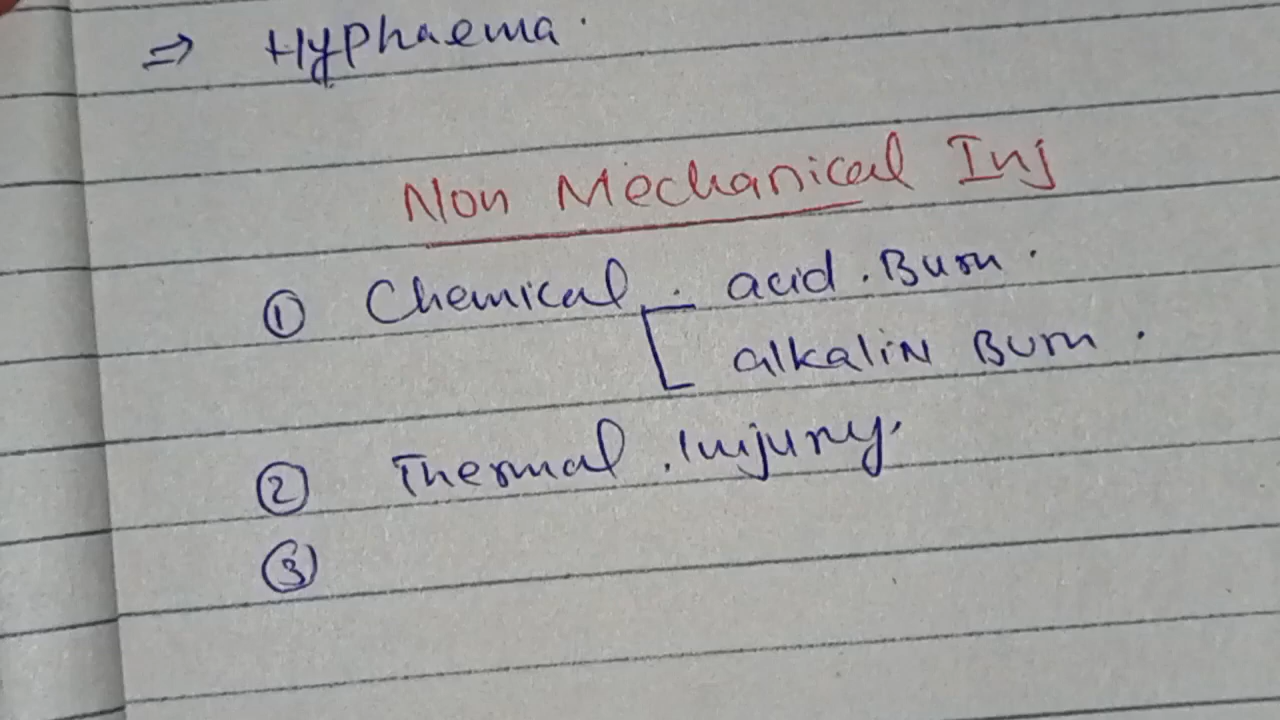 ⇒ Hyphaema.
Non Mechanical Inj
① Chemical . acid . Burn .
alkaliN Burn .
② Thermal . Injury.
③